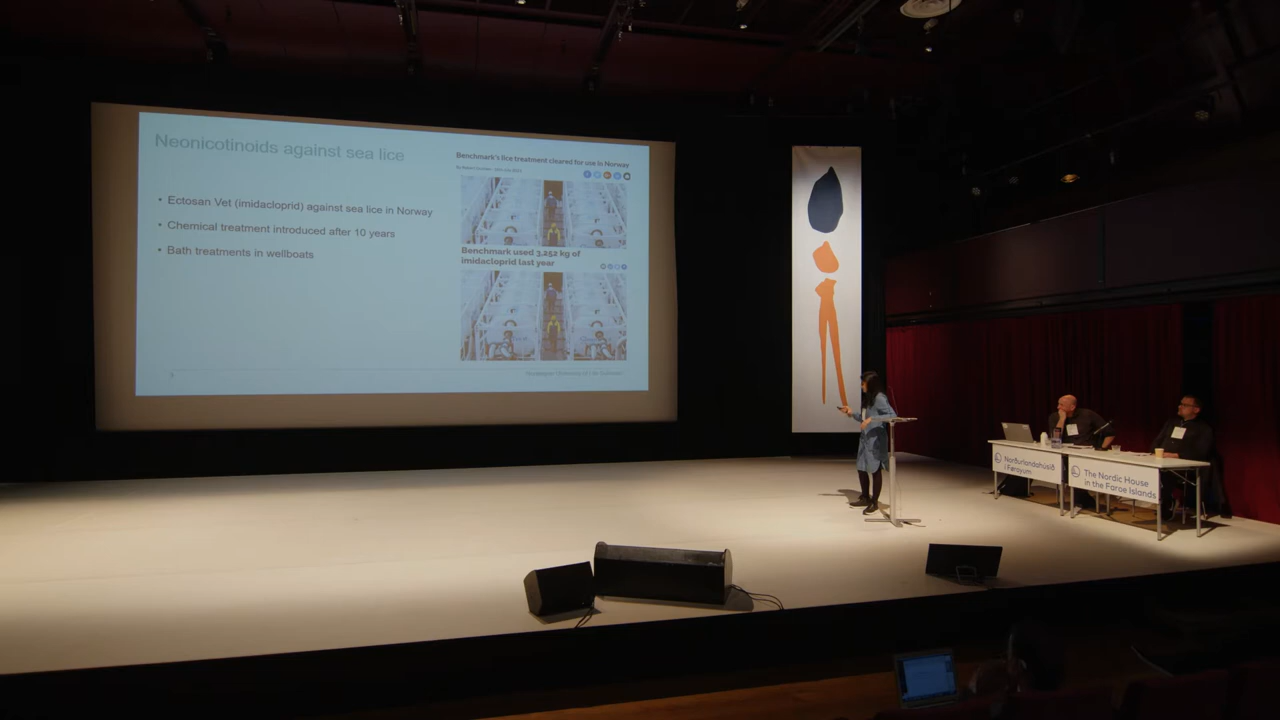 Neonicotinoids against sea lice
• Ectosan Vet (imidacloprid) against sea lice in Norway
• Chemical treatment introduced after 10 years
• Bath treatments in wellboats
Benchmark's lice treatment cleared for use in Norway
Benchmark used 3,252 kg of
imidacloprid last year
Norðurlandahúsið
í Føroyum
The Nordic House
in the Faroe Islands